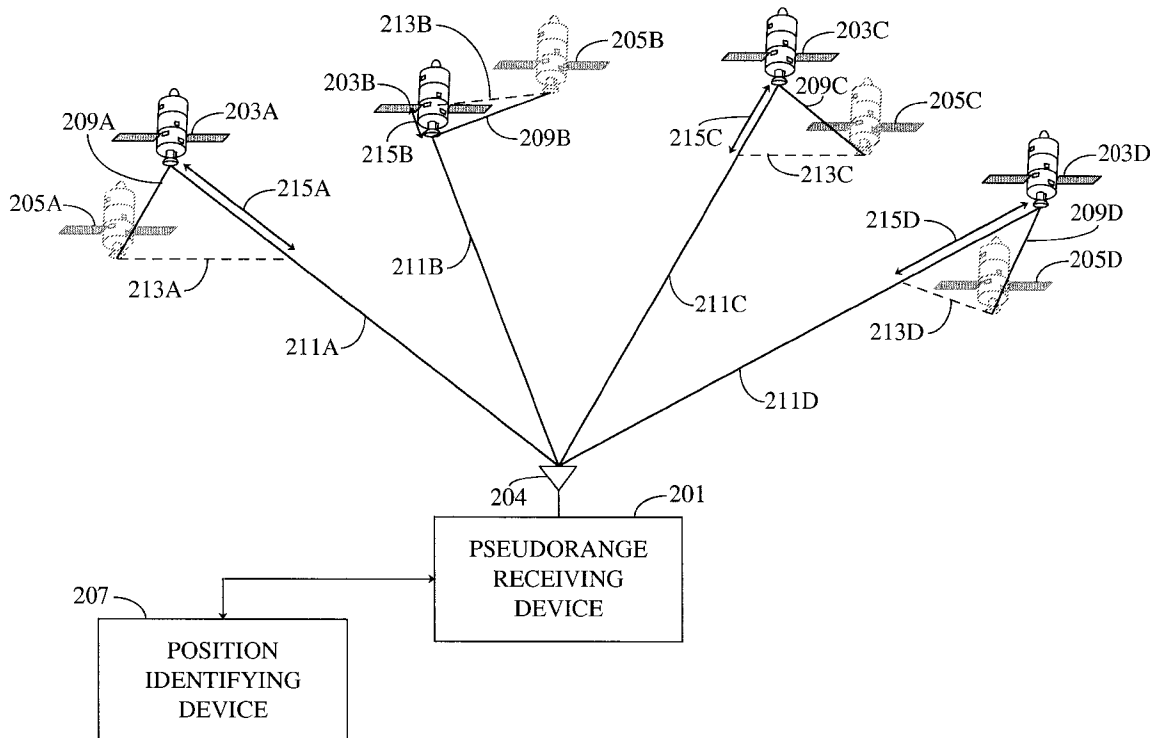 213B
205B
203C
203B
209C
205C
209A
203A
215B
209B
215C
213C
203D
215A
205A
215D
209D
213A
211B
211C
205D
211A
213D
211D
204
201
PSEUDORANGE
RECEIVING
DEVICE
207
POSITION
IDENTIFYING
DEVICE